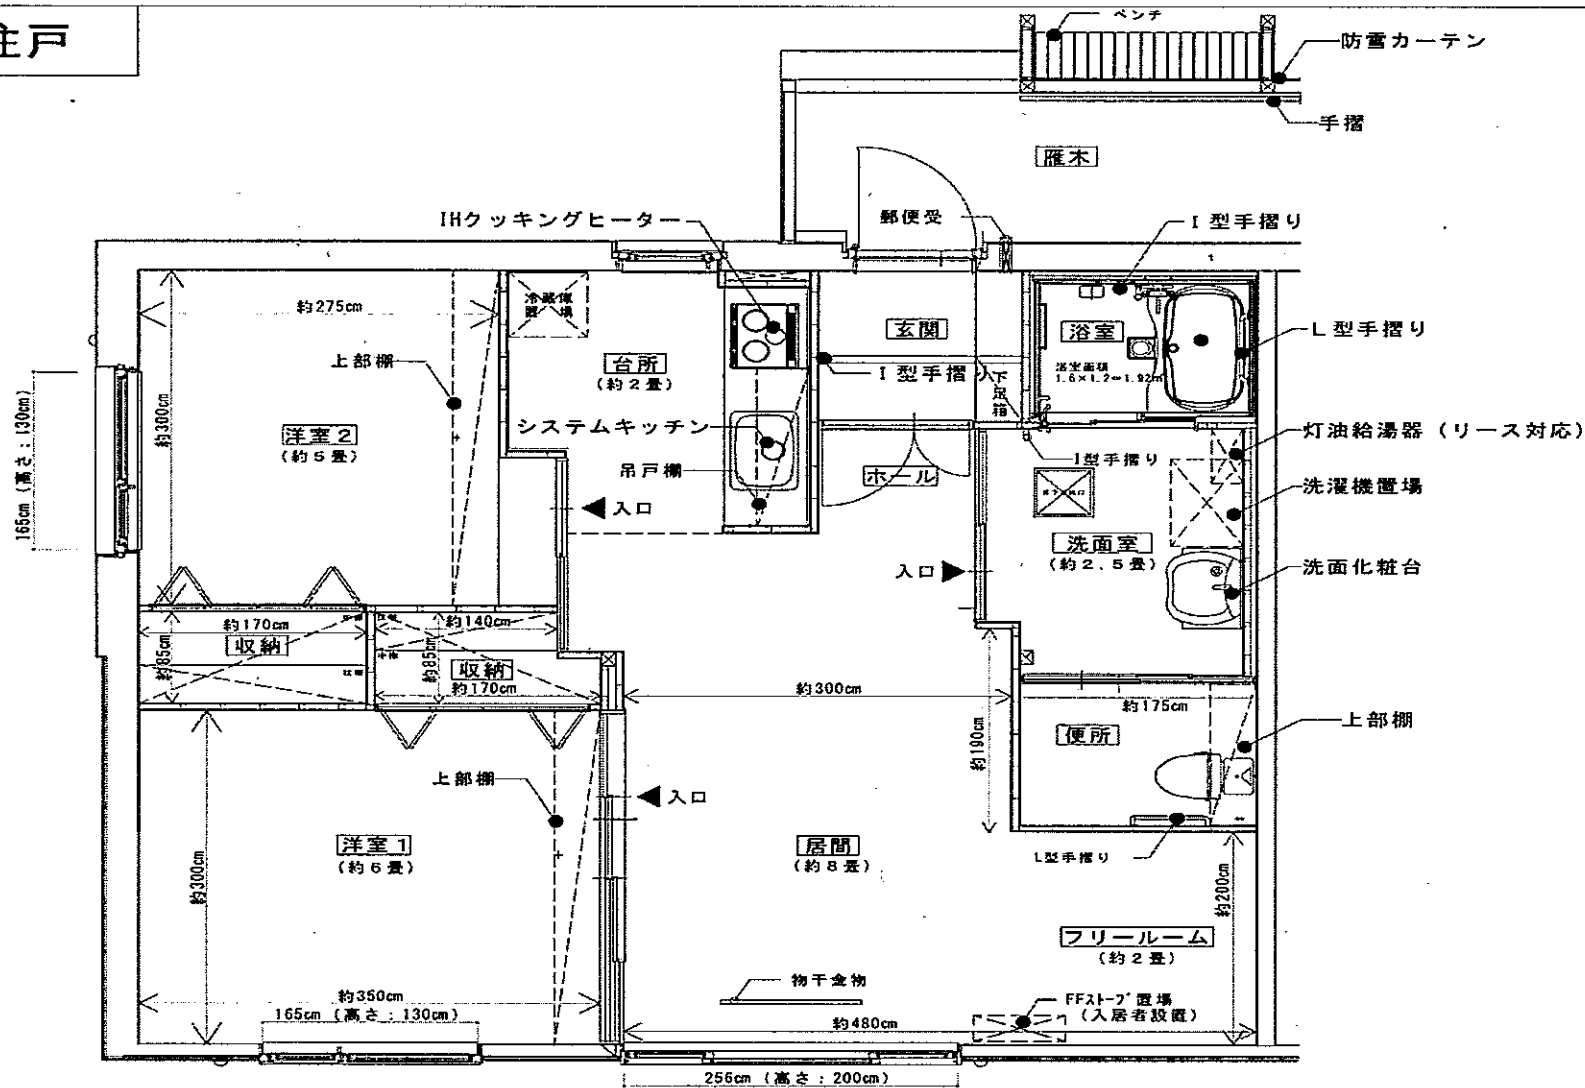 住戸
ベンチ
防雪カーテン
手摺
雁木
IHクッキングヒーター
郵便受
I型手摺り
約275cm
冷蔵庫
置場
玄関
浴室
L型手摺り
上部棚
台所
(約2畳)
I型手摺り
浴室面積
1.6×1.2=1.92㎡
下足箱
165cm (高さ:130cm)
約300cm
洋室2
(約5畳)
システムキッチン
吊戸棚
ホール
I型手摺り
灯油給湯器 (リース対応)
洗濯機置場
入口
洗面室
(約2.5畳)
入口
洗面化粧台
約170cm
収納
約85cm
約140cm
収納
約85cm
約170cm
約300cm
約175cm
便所
上部棚
約190cm
上部棚
入口
洋室1
(約6畳)
居間
(約8畳)
L型手摺り
約300cm
約200cm
フリールーム
(約2畳)
物干金物
FFストーブ置場
(入居者設置)
約350cm
165cm (高さ:130cm)
約480cm
256cm (高さ:200cm)